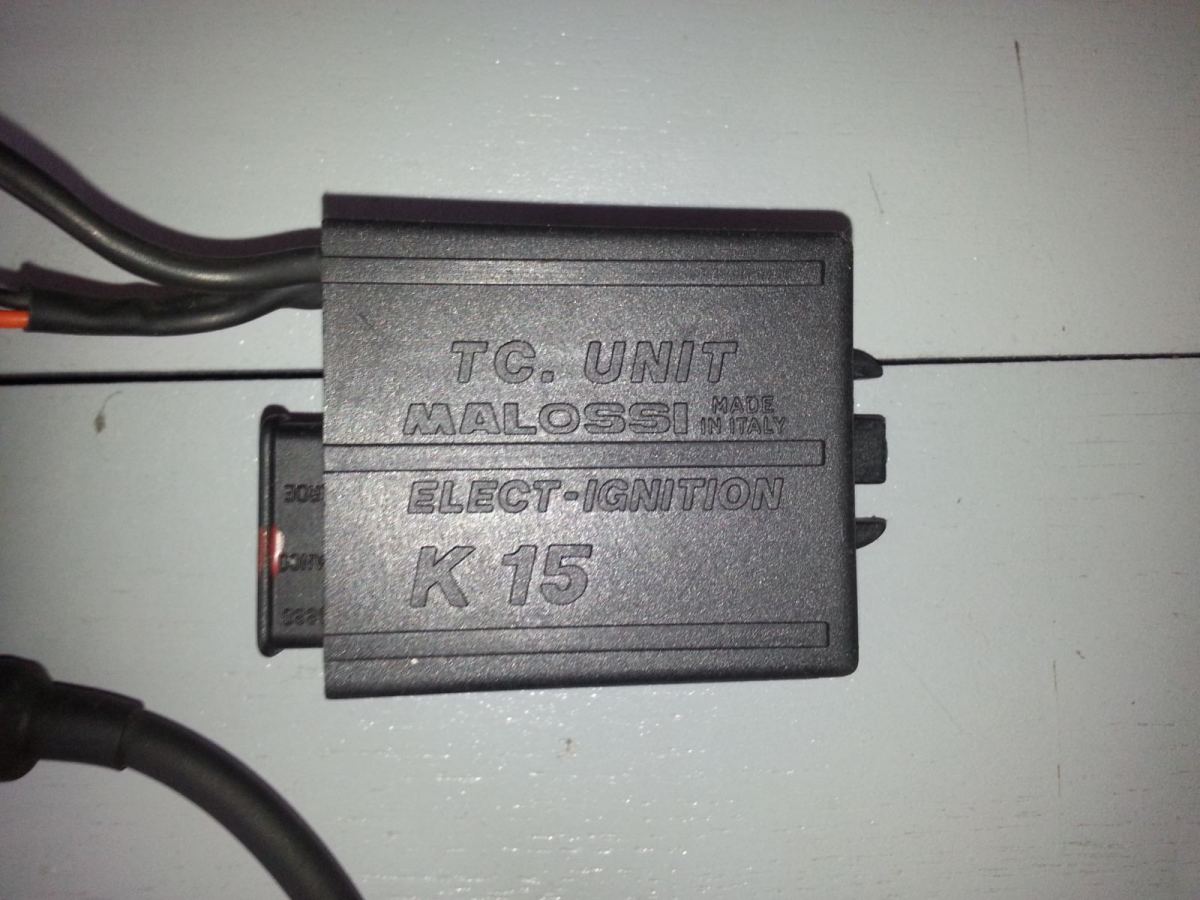 TC. UNIT
MALOSSI MADE
IN ITALY
ELECT-IGNITION
K 15